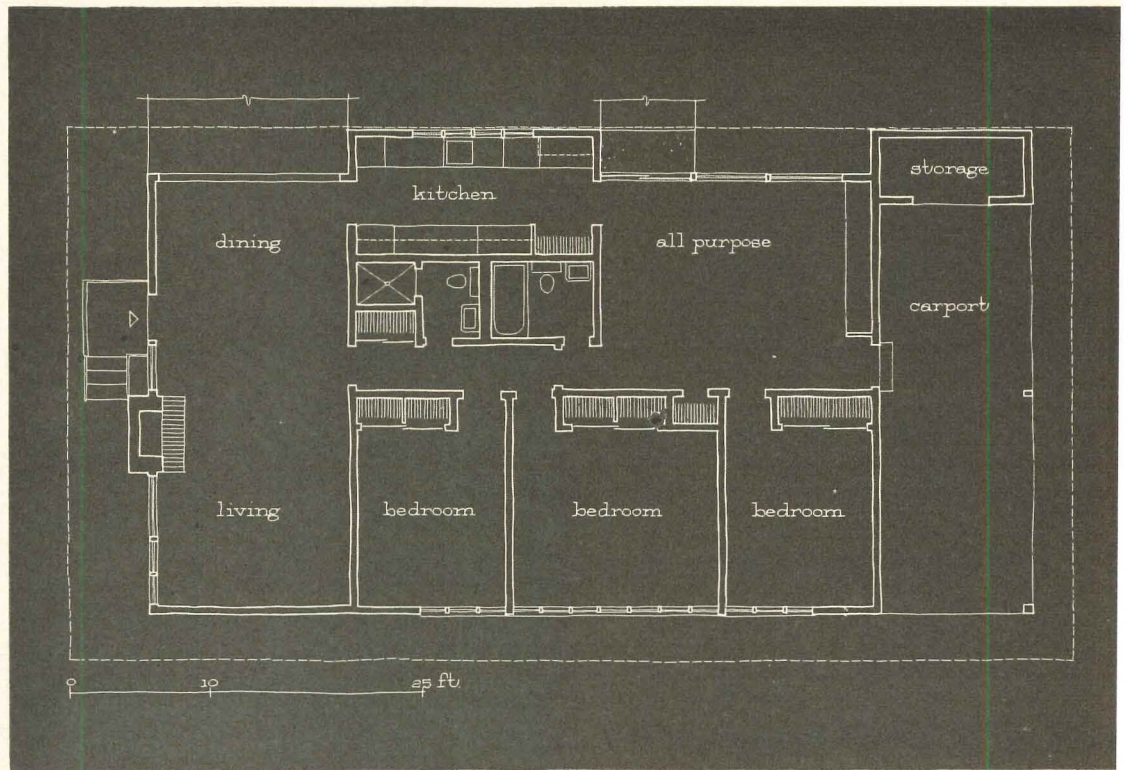 storage
kitchen
dining
all purpose
carport
living
bedroom
bedroom
bedroom
0 10 25 ft.